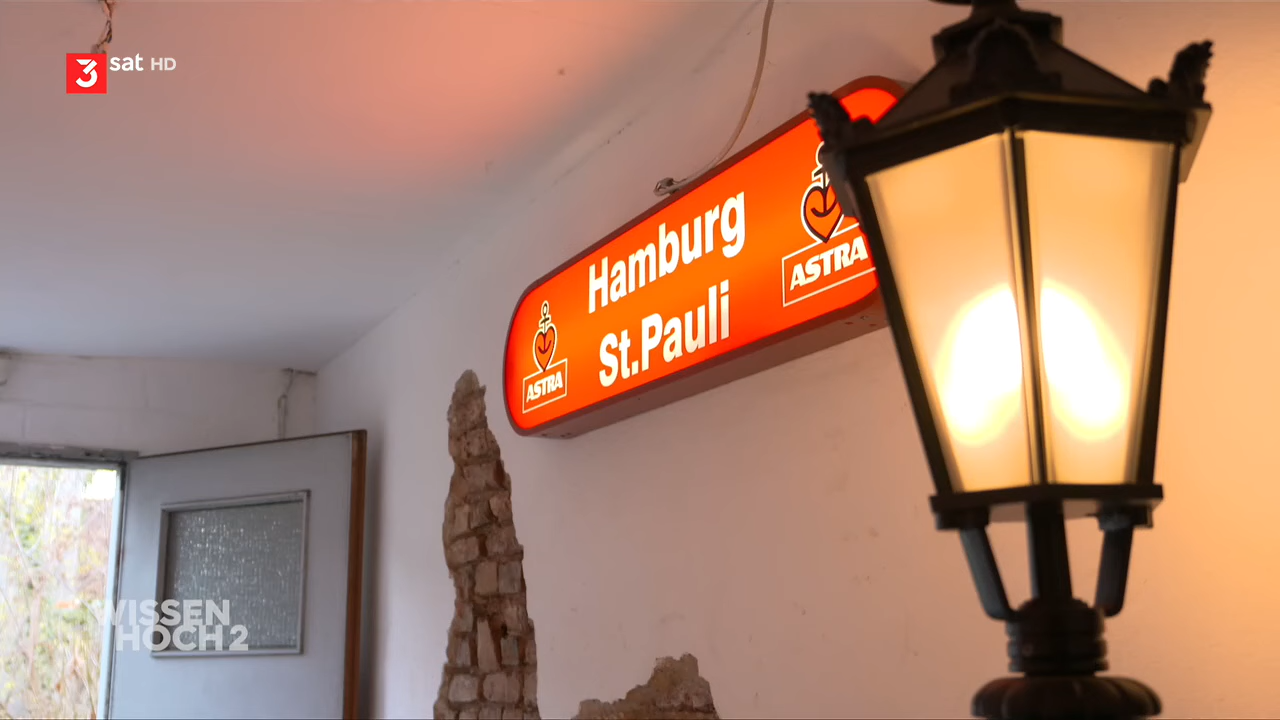 3sat HD
Hamburg
St.Pauli
ASTRA
ASTRA
WISSEN
HOCH2